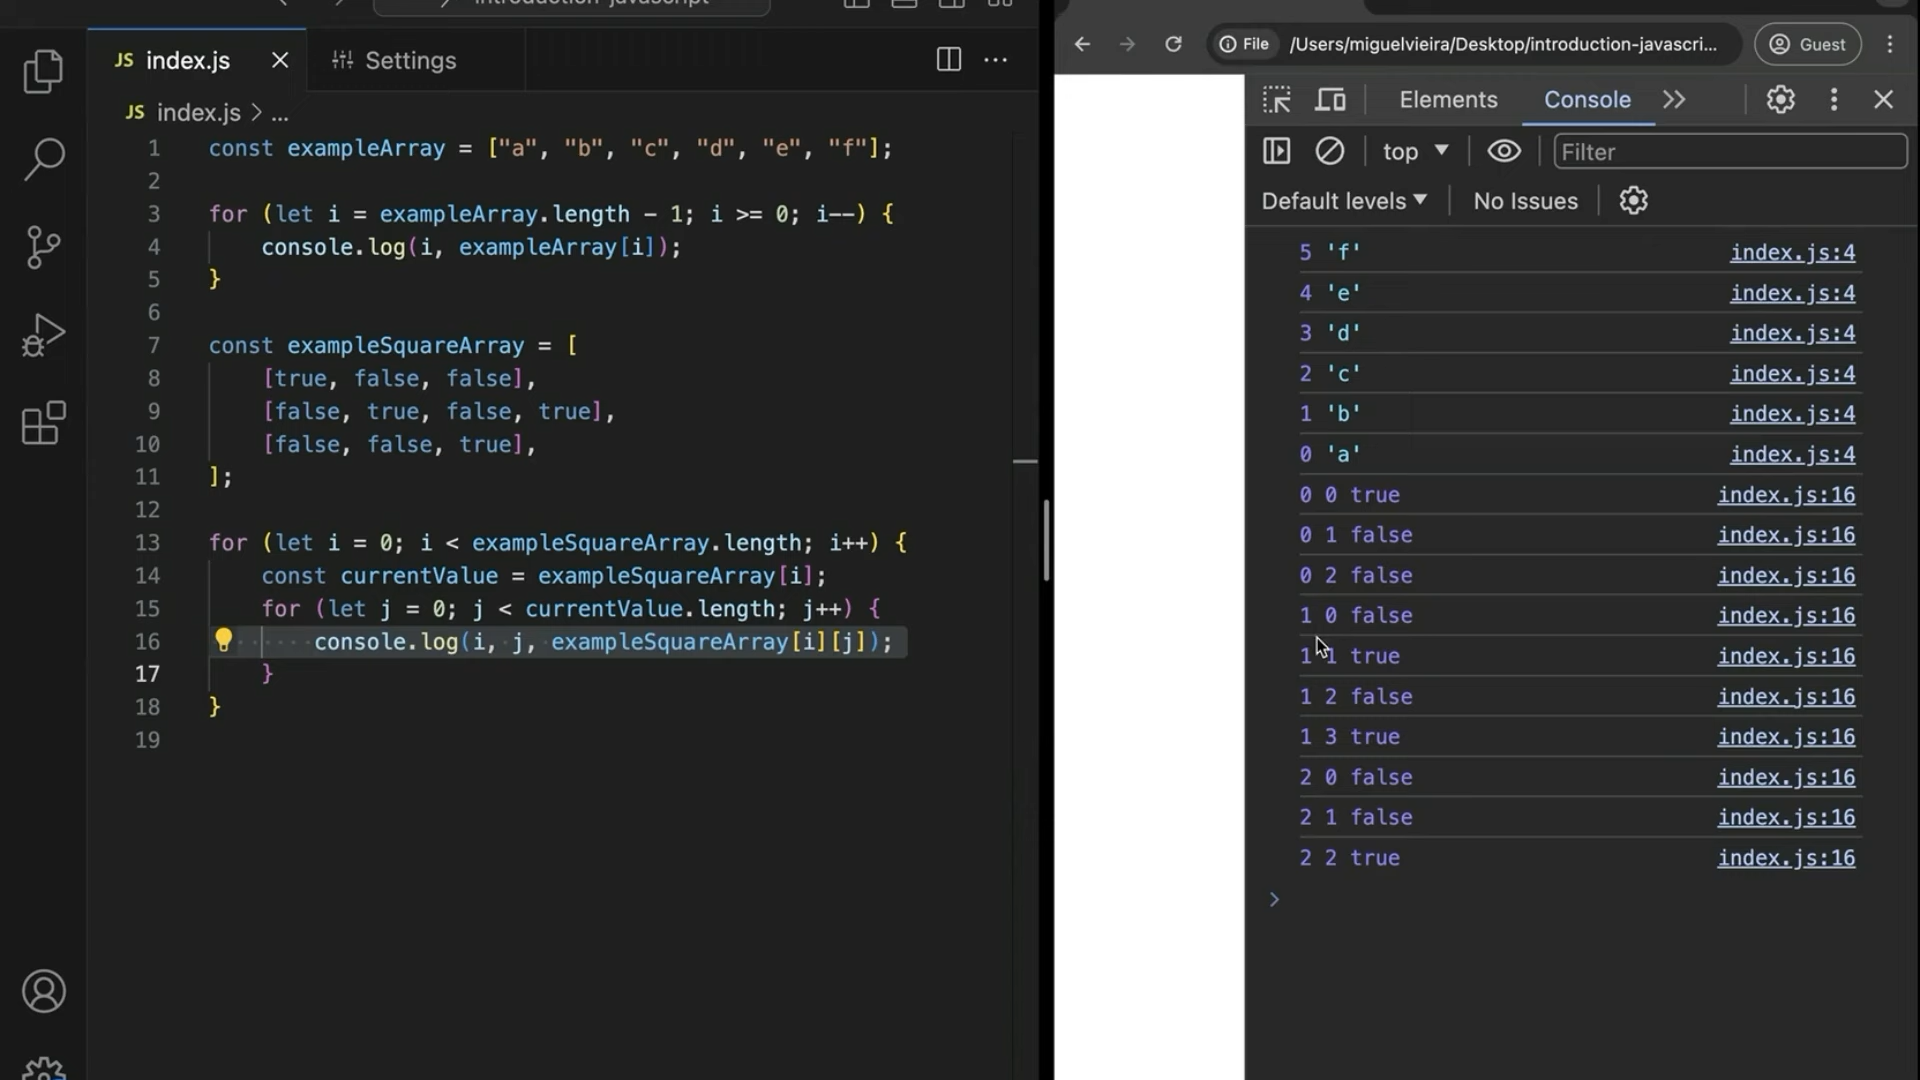 introduction-javascript
JS index.js
Settings
JS index.js > ...
1 const exampleArray = ["a", "b", "c", "d", "e", "f"];
2
3 for (let i = exampleArray.length - 1; i >= 0; i--) {
4 console.log(i, exampleArray[i]);
5 }
6
7 const exampleSquareArray = [
8 [true, false, false],
9 [false, true, false, true],
10 [false, false, true],
11 ];
12
13 for (let i = 0; i < exampleSquareArray.length; i++) {
14 const currentValue = exampleSquareArray[i];
15 for (let j = 0; j < currentValue.length; j++) {
16 console.log(i, j, exampleSquareArray[i][j]);
17 }
18 }
19
File /Users/miguelvieira/Desktop/introduction-javascri... Guest
Elements Console
top Filter
Default levels No Issues
5 'f' index.js:4
4 'e' index.js:4
3 'd' index.js:4
2 'c' index.js:4
1 'b' index.js:4
0 'a' index.js:4
0 0 true index.js:16
0 1 false index.js:16
0 2 false index.js:16
1 0 false index.js:16
1 1 true index.js:16
1 2 false index.js:16
1 3 true index.js:16
2 0 false index.js:16
2 1 false index.js:16
2 2 true index.js:16